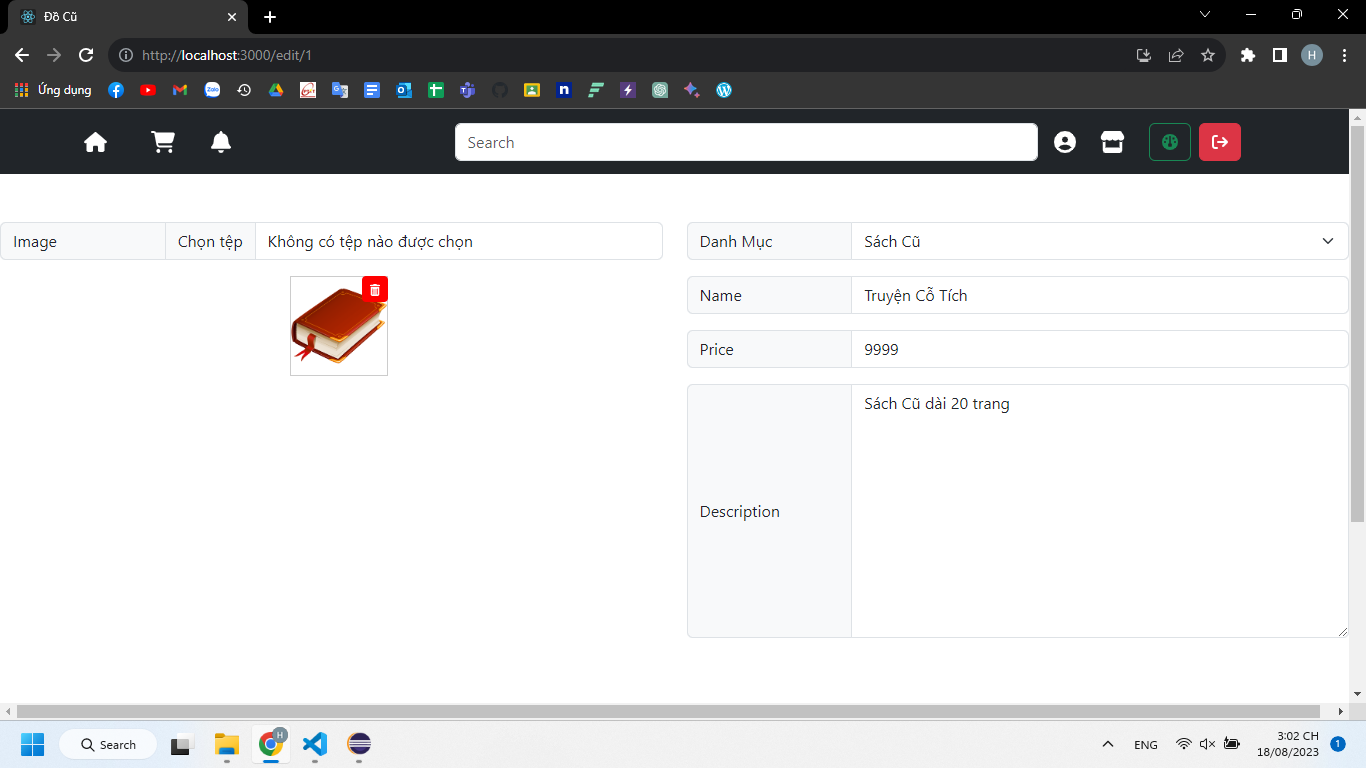 Đồ Cũ
http://localhost:3000/edit/1
H
Ứng dụng
Zalo
n
Search
Image
Chọn tệp
Không có tệp nào được chọn
Danh Mục
Sách Cũ
Name
Truyện Cỗ Tích
Price
9999
Description
Sách Cũ dài 20 trang
Search
H
ENG
3:02 CH
18/08/2023
1